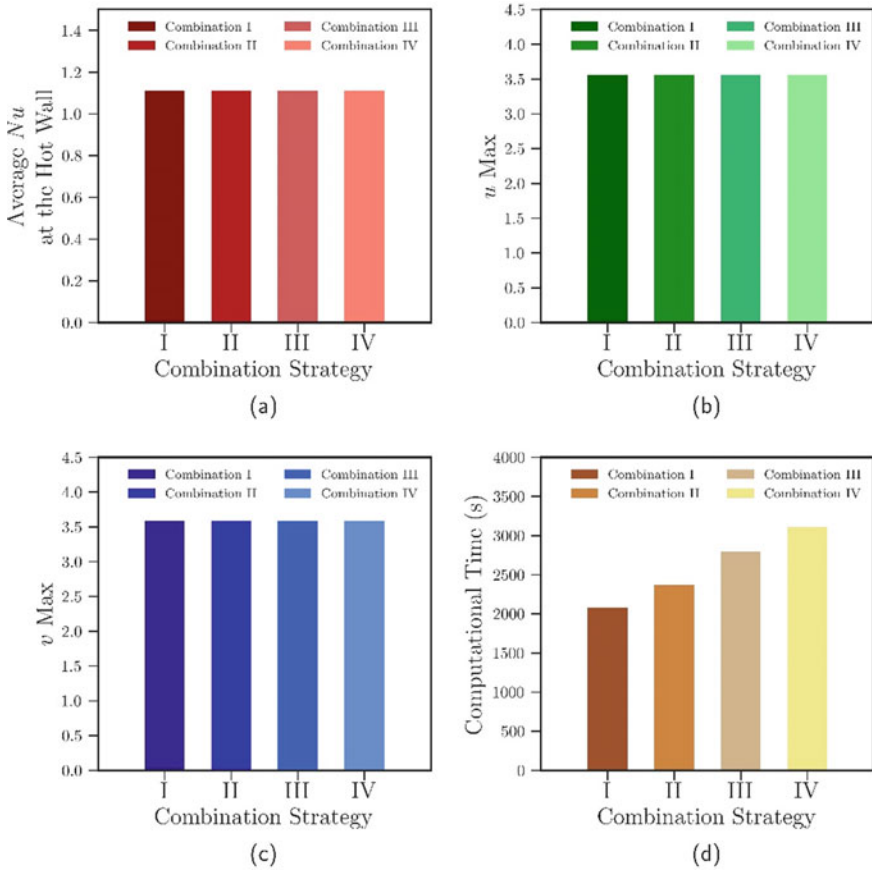 Combination I
Combination II
Combination III
Combination IV
Average Nu
at the Hot Wall
1.4
1.2
1.0
0.8
0.6
0.4
0.2
0.0
I II III IV
Combination Strategy
(a)
Combination I
Combination II
Combination III
Combination IV
u Max
4.5
4.0
3.5
3.0
2.5
2.0
1.5
1.0
0.5
0.0
I II III IV
Combination Strategy
(b)
Combination I
Combination II
Combination III
Combination IV
v Max
4.5
4.0
3.5
3.0
2.5
2.0
1.5
1.0
0.5
0.0
I II III IV
Combination Strategy
(c)
Combination I
Combination II
Combination III
Combination IV
Computational Time (s)
4000
3500
3000
2500
2000
1500
1000
500
0
I II III IV
Combination Strategy
(d)